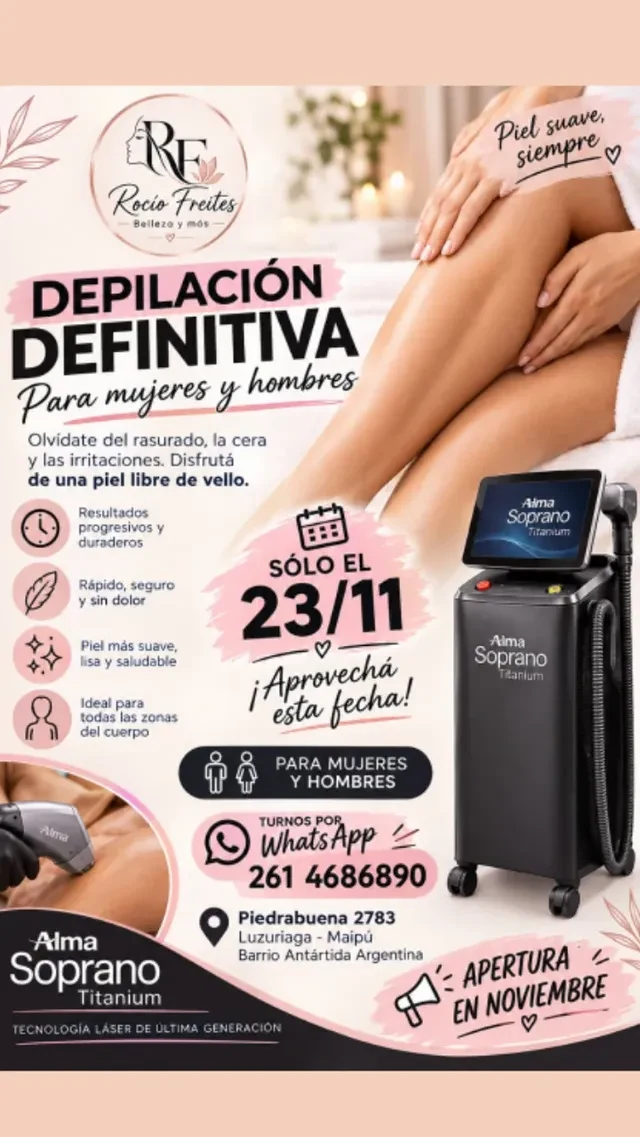 RF
Rocío Freites
Belleza y más
Piel suave,
siempre
DEPILACIÓN
DEFINITIVA
Para mujeres y hombres
Olvídate del rasurado, la cera
y las irritaciones. Disfrutá
de una piel libre de vello.
Resultados
progresivos y
duraderos
Rápido, seguro
y sin dolor
Piel más suave,
lisa y saludable
Ideal para
todas las zonas
del cuerpo
SÓLO EL
23/11
¡Aprovechá
esta fecha!
Alma
Soprano
Titanium
Alma
Soprano
Titanium
PARA MUJERES
Y HOMBRES
TURNOS POR
WhatsApp
261 4686890
Piedrabuena 2783
Luzuriaga - Maipú
Barrio Antártida Argentina
Alma
Alma
Soprano
Titanium
TECNOLOGÍA LÁSER DE ÚLTIMA GENERACIÓN
APERTURA
EN NOVIEMBRE